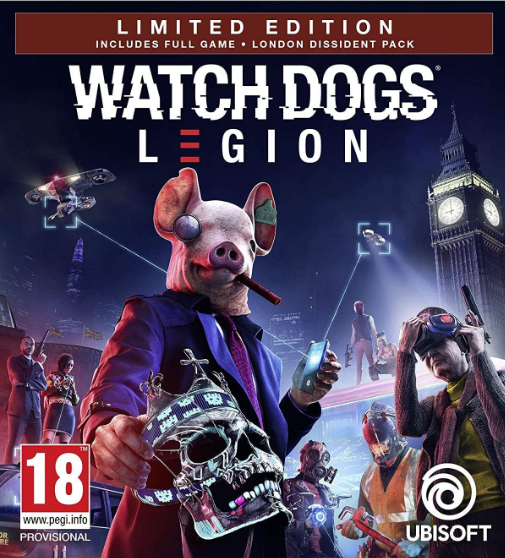 LIMITED EDITION
INCLUDES FULL GAME • LONDON DISSIDENT PACK
WATCH DOGS®
LEGION
18
www.pegi.info
PROVISIONAL
UBISOFT